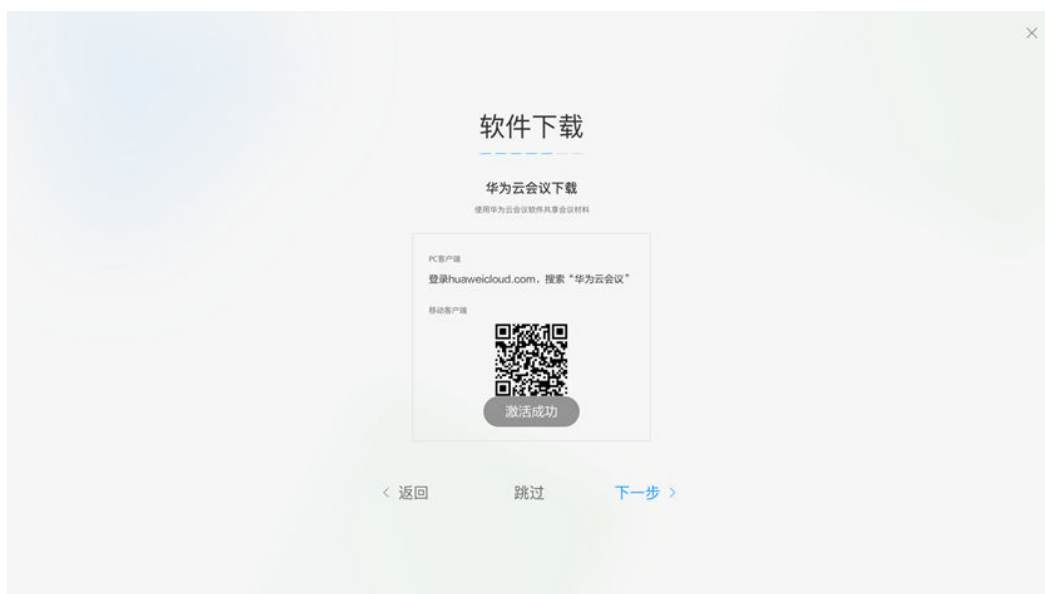 软件下载
华为云会议下载
使用华为云会议软件共享会议材料
PC客户端
登录huaweicloud.com，搜索“华为云会议”
移动客户端
激活成功
返回 跳过 下一步